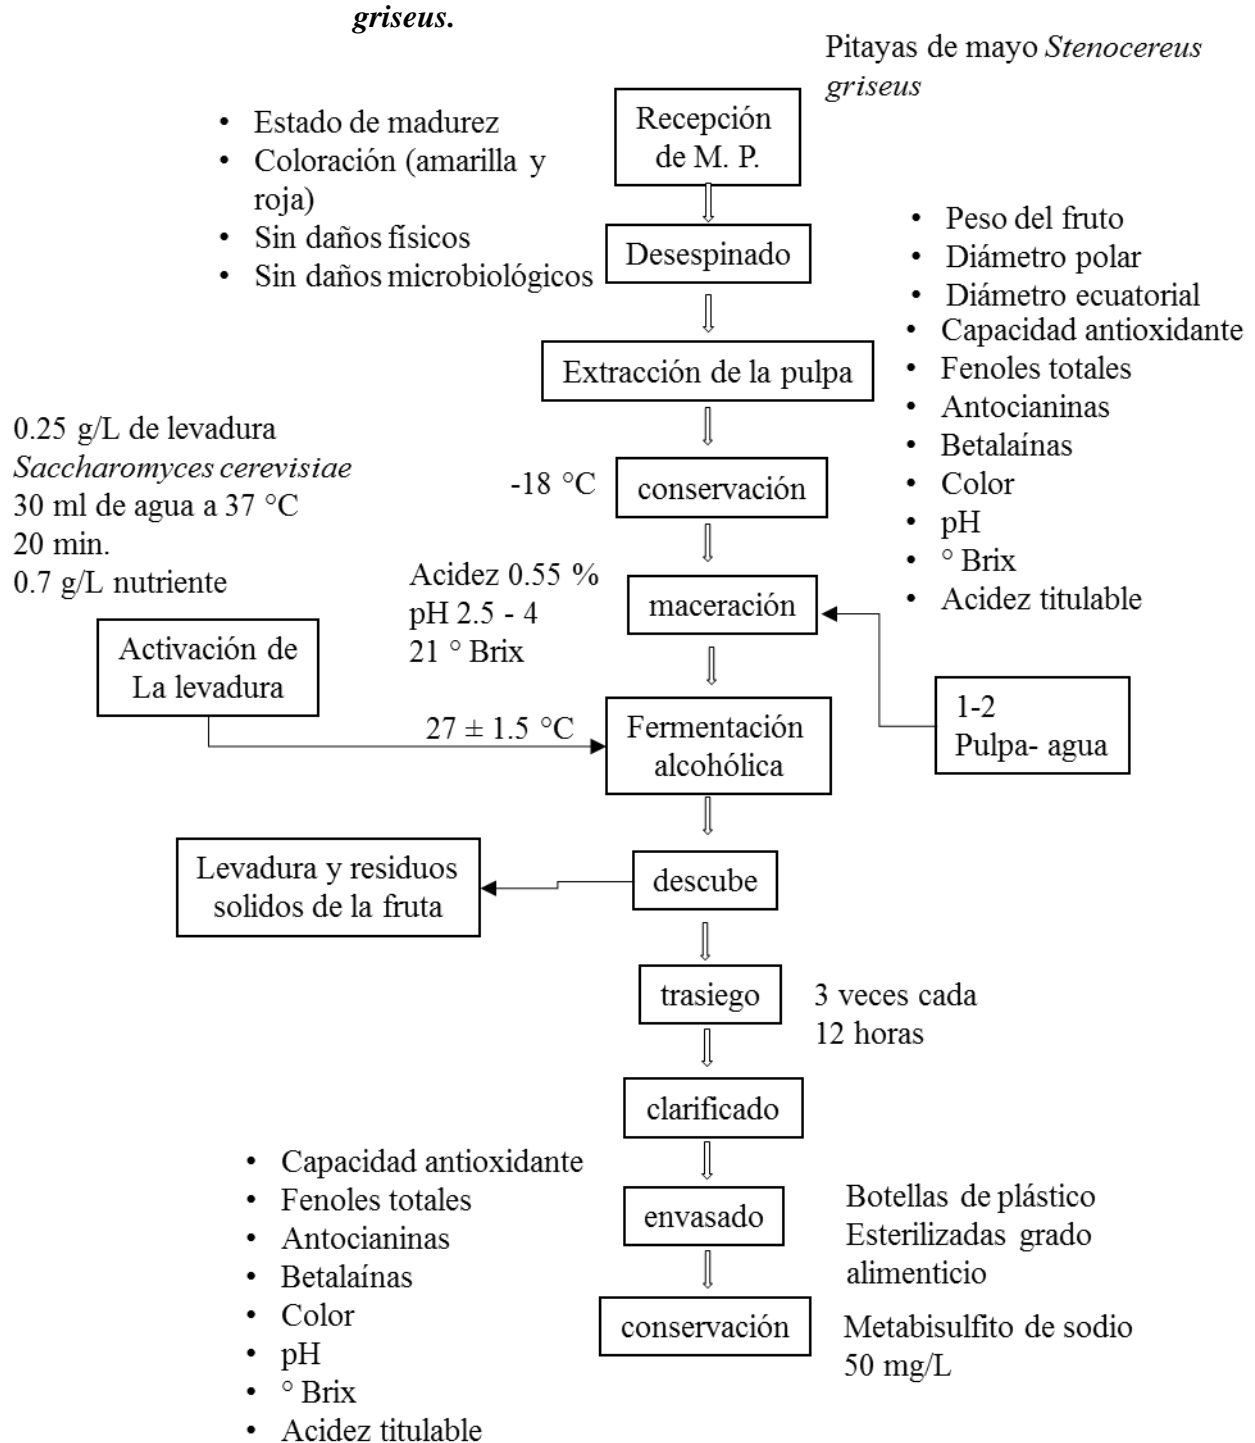 griseus.
Pitayas de mayo Stenocereus
griseus
Recepción
de M. P.
• Estado de madurez
• Coloración (amarilla y
roja)
• Sin daños físicos
• Sin daños microbiológicos
Desespinado
• Peso del fruto
• Diámetro polar
• Diámetro ecuatorial
• Capacidad antioxidante
• Fenoles totales
• Antocianinas
• Betalaínas
• Color
• pH
• ° Brix
• Acidez titulable
Extracción de la pulpa
-18 °C
conservación
0.25 g/L de levadura
Saccharomyces cerevisiae
30 ml de agua a 37 °C
20 min.
0.7 g/L nutriente
Activación de
La levadura
Acidez 0.55 %
pH 2.5 - 4
21 ° Brix
maceración
1-2
Pulpa- agua
27 ± 1.5 °C
Fermentación
alcohólica
Levadura y residuos
solidos de la fruta
descube
trasiego
3 veces cada
12 horas
clarificado
envasado
Botellas de plástico
Esterilizadas grado
alimenticio
conservación
Metabisulfito de sodio
50 mg/L
• Capacidad antioxidante
• Fenoles totales
• Antocianinas
• Betalaínas
• Color
• pH
• ° Brix
• Acidez titulable